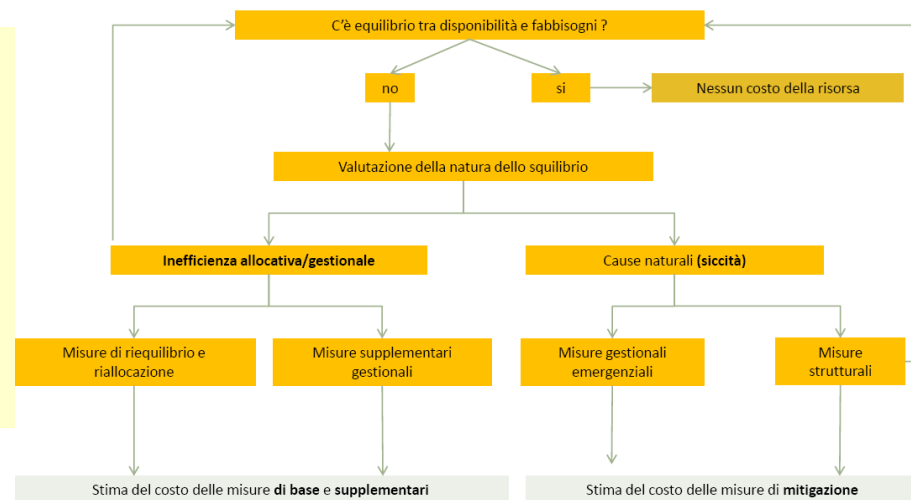 C'è equilibrio tra disponibilità e fabbisogni ?
no
si
Nessun costo della risorsa
Valutazione della natura dello squilibrio
Inefficienza allocativa/gestionale
Cause naturali (siccità)
Misure di riequilibrio e
riallocazione
Misure supplementari
gestionali
Misure gestionali
emergenziali
Misure
strutturali
Stima del costo delle misure di base e supplementari
Stima del costo delle misure di mitigazione